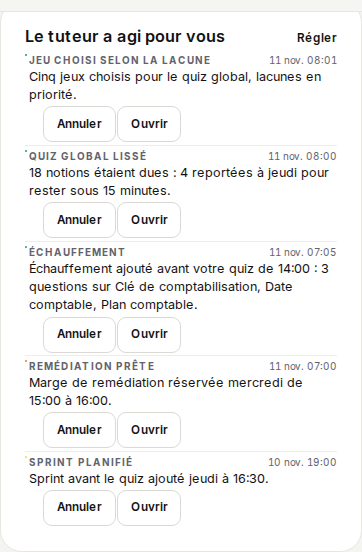 Le tuteur a agi pour vous Régler
JEU CHOISI SELON LA LACUNE 11 nov. 08:01
Cinq jeux choisis pour le quiz global, lacunes en
priorité.
Annuler Ouvrir
QUIZ GLOBAL LISSÉ 11 nov. 08:00
18 notions étaient dues : 4 reportées à jeudi pour
rester sous 15 minutes.
Annuler Ouvrir
ÉCHAUFFEMENT 11 nov. 07:05
Échauffement ajouté avant votre quiz de 14:00 : 3
questions sur Clé de comptabilisation, Date
comptable, Plan comptable.
Annuler Ouvrir
REMÉDIATION PRÊTE 11 nov. 07:00
Marge de remédiation réservée mercredi de
15:00 à 16:00.
Annuler Ouvrir
SPRINT PLANIFIÉ 10 nov. 19:00
Sprint avant le quiz ajouté jeudi à 16:30.
Annuler Ouvrir